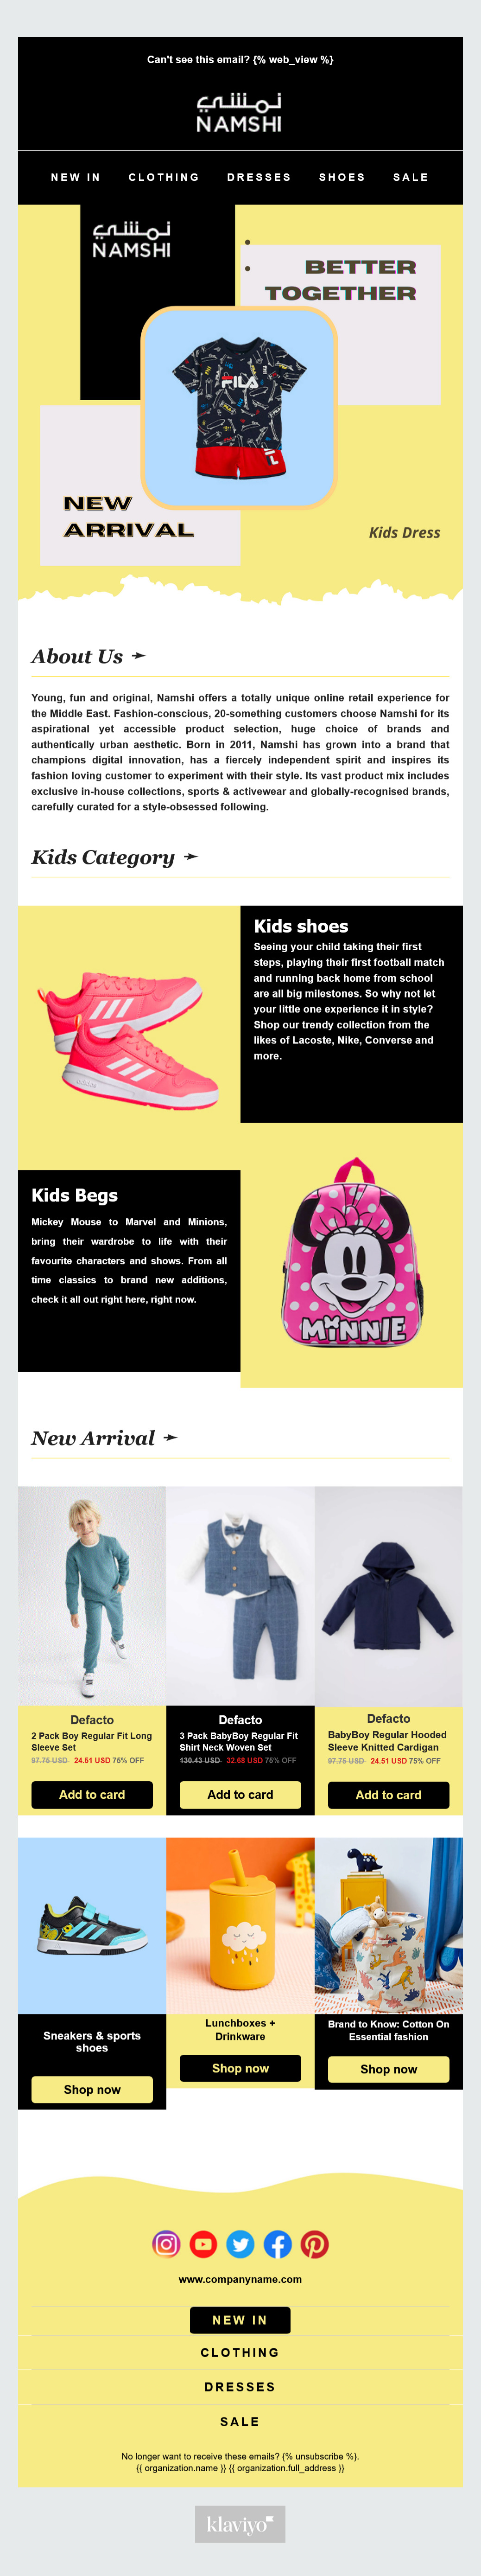 Can't see this email? {% web_view %}
نمشي
NAMSHI
NEW IN CLOTHING DRESSES SHOES SALE
نمشي
NAMSHI
BETTER
TOGETHER
FILA
NEW
ARRIVAL
Kids Dress
About Us
Young, fun and original, Namshi offers a totally unique online retail experience for
the Middle East. Fashion-conscious, 20-something customers choose Namshi for its
aspirational yet accessible product selection, huge choice of brands and
authentically urban aesthetic. Born in 2011, Namshi has grown into a brand that
champions digital innovation, has a fiercely independent spirit and inspires its
fashion loving customer to experiment with their style. Its vast product mix includes
exclusive in-house collections, sports & activewear and globally-recognised brands,
carefully curated for a style-obsessed following.
Kids Category
Kids shoes
Seeing your child taking their first
steps, playing their first football match
and running back home from school
are all big milestones. So why not let
your little one experience it in style?
Shop our trendy collection from the
likes of Lacoste, Nike, Converse and
more.
Kids Begs
Mickey Mouse to Marvel and Minions,
bring their wardrobe to life with their
favourite characters and shows. From all
time classics to brand new additions,
check it all out right here, right now.
MINNIE
New Arrival
Defacto
2 Pack Boy Regular Fit Long
Sleeve Set
97.75 USD 24.51 USD 75% OFF
Add to card
Defacto
3 Pack BabyBoy Regular Fit
Shirt Neck Woven Set
130.43 USD 32.68 USD 75% OFF
Add to card
Defacto
BabyBoy Regular Hooded
Sleeve Knitted Cardigan
97.75 USD 24.51 USD 75% OFF
Add to card
Sneakers & sports
shoes
Shop now
Lunchboxes +
Drinkware
Shop now
Brand to Know: Cotton On
Essential fashion
Shop now
www.companyname.com
NEW IN
CLOTHING
DRESSES
SALE
No longer want to receive these emails? {% unsubscribe %}.
{{ organization.name }} {{ organization.full_address }}
klaviyo